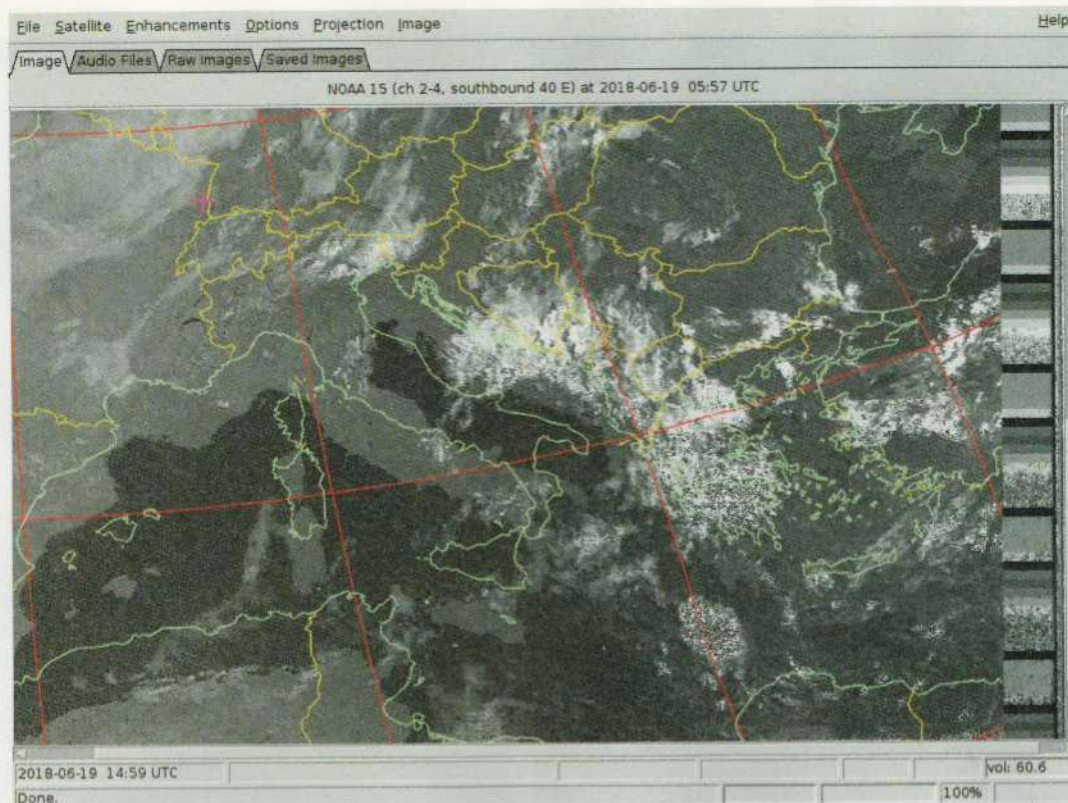 File Satellite Enhancements Options Projection Image Help
Image Audio Files Raw Images Saved Images
NOAA 15 (ch 2-4, southbound 40 E) at 2018-06-19 05:57 UTC
2018-06-19 14:59 UTC vol: 60.6
Done. 100%